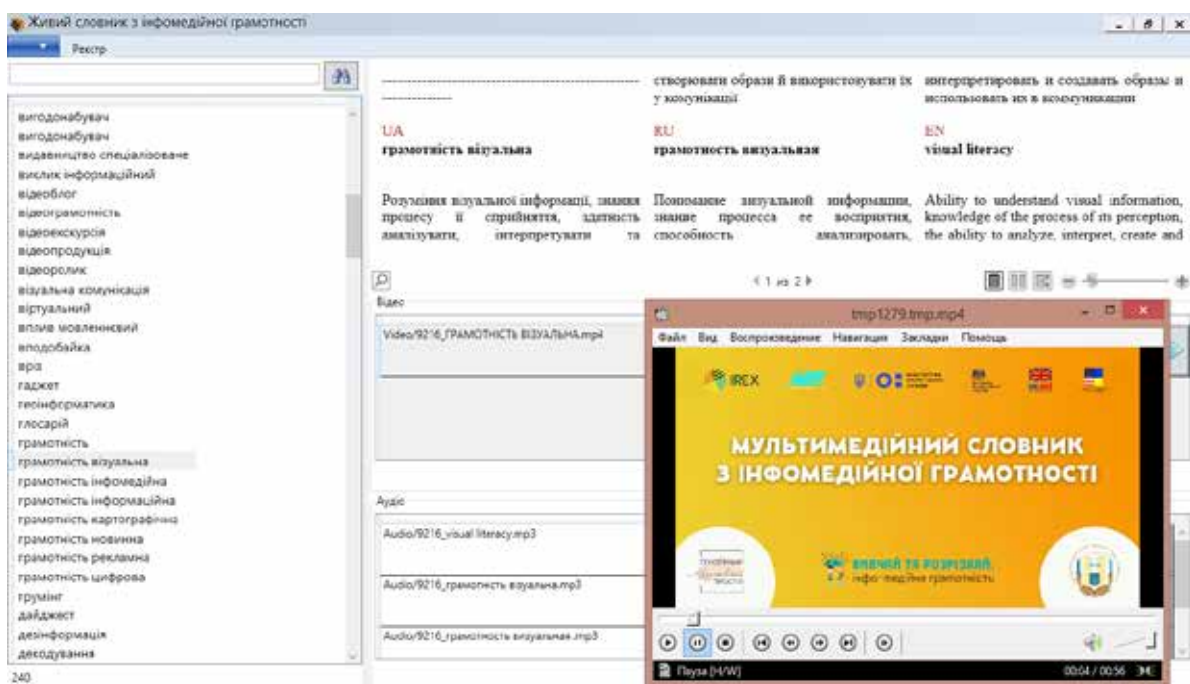 Живий словник з інфомедійної грамотності
Реєстр
вигодонабувач
вигодонабувач
видавництво спеціалізоване
виклик інформаційний
відеоблог
відеограмотність
відеоекскурсія
відеопродукція
відеоролик
візуальна комунікація
віртуальний
вплив мовленнєвий
вподобайка
врз
гаджет
геоінформатика
глосарій
грамотність
грамотність візуальна
грамотність інфомедійна
грамотність інформаційна
грамотність картографічна
грамотність новинна
грамотність рекламна
грамотність цифрова
грумінг
дайджест
дезінформація
декодування
240
створювати образи й використовувати їх
у комунікації
интерпретировать и создавать образы и
использовать их в коммуникации
UA
грамотність візуальна
RU
грамотность визуальная
EN
visual literacy
Розуміння візуальної інформації, знання
процесу її сприйняття, здатність
аналізувати, інтерпретувати та
Понимание визуальной информации,
знание процесса ее восприятия,
способность анализировать,
Ability to understand visual information,
knowledge of the process of its perception,
the ability to analyze, interpret, create and
1 из 2
Відео
Video/9216_ГРАМОТНІСТЬ ВІЗУАЛЬНА.mp4
Аудіо
Audio/9216_visual literacy.mp3
Audio/9216_грамотність візуальна.mp3
Audio/9216_грамотность визуальная .mp3
tmp1279.tmp.mp4
Файл Вид Воспроизведение Навигация Закладки Помощь
IREX
МУЛЬТИМЕДІЙНИЙ СЛОВНИК
З ІНФОМЕДІЙНОЇ ГРАМОТНОСТІ
ВИВЧАЙ ТА РОЗРІЗНЯЙ:
інфо-медійна грамотність
Пауза [H/W]
00:04 / 00:56